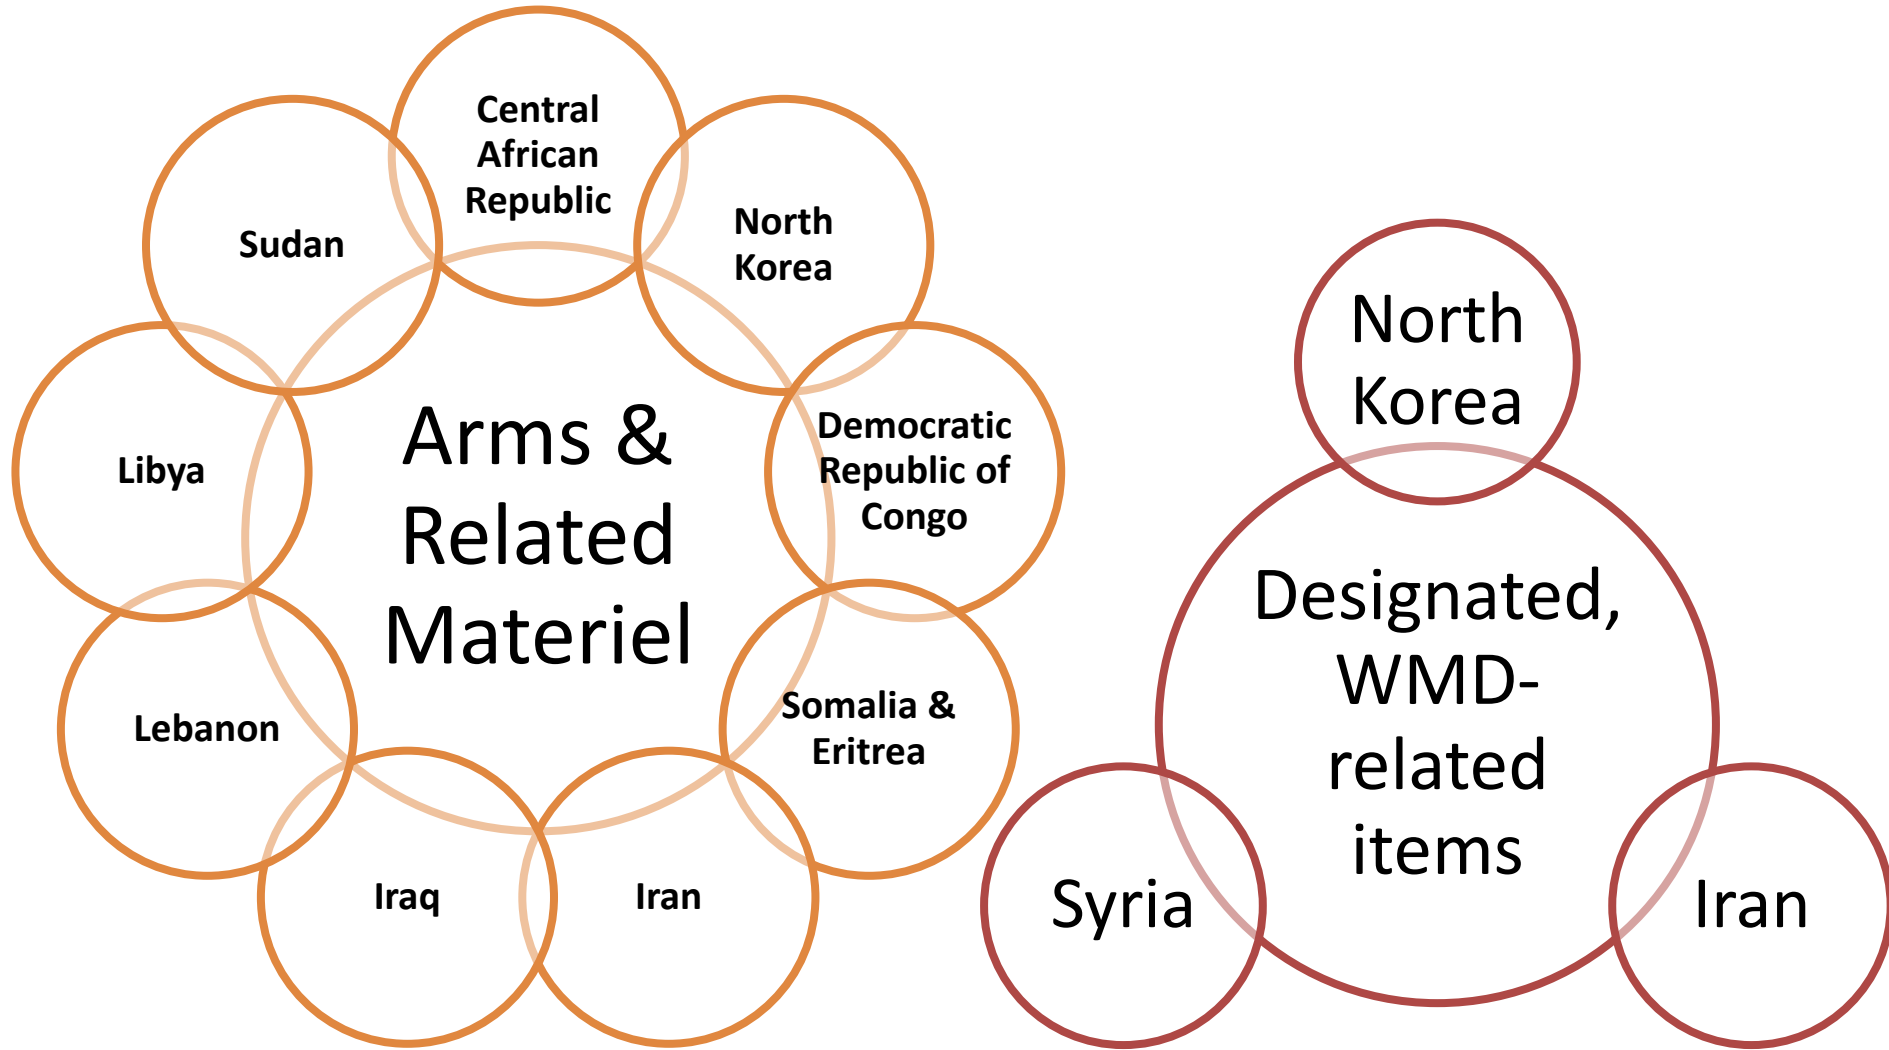 Central
African
Republic
North
Korea
Democratic
Republic of
Congo
Somalia &
Eritrea
Iran
Iraq
Lebanon
Libya
Sudan
Arms &
Related
Materiel
North
Korea
Designated,
WMD-
related
items
Syria
Iran